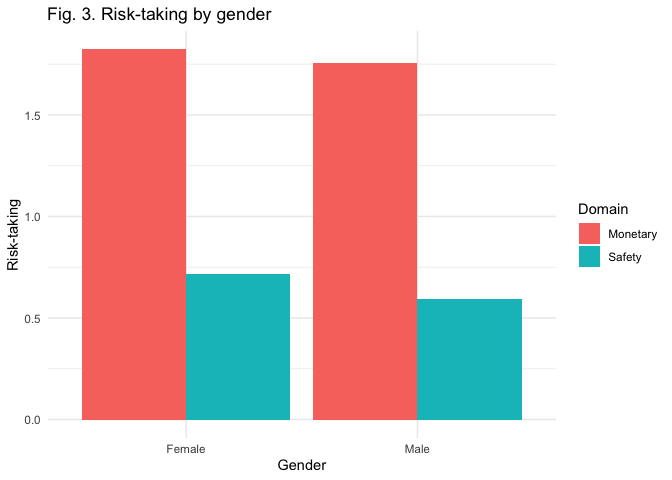 Fig. 3. Risk-taking by gender
1.5
1.0
0.5
0.0
Risk-taking
Female
Male
Gender
Domain
Monetary
Safety